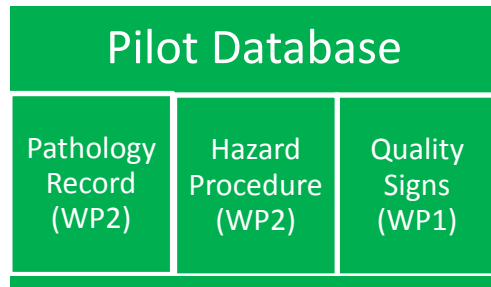 Pilot Database
Pathology
Record
(WP2)
Hazard
Procedure
(WP2)
Quality
Signs
(WP1)